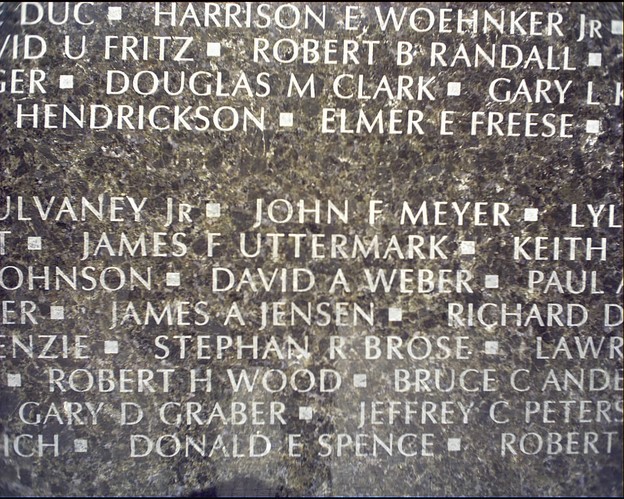 DUC ▪ HARRISON E WOEHNKER JR ▪
VID U FRITZ ▪ ROBERT B RANDALL ▪
GER ▪ DOUGLAS M CLARK ▪ GARY L K
HENDRICKSON ▪ ELMER E FREESE ▪
ULVANEY JR ▪ JOHN F MEYER ▪ LYL
T ▪ JAMES F UTTERMARK ▪ KEITH
OHNSON ▪ DAVID A WEBER ▪ PAUL A
ER ▪ JAMES A JENSEN ▪ RICHARD D
ENZIE ▪ STEPHAN R BROSE ▪ LAWR
▪ ROBERT H WOOD ▪ BRUCE C ANDE
GARY D GRABER ▪ JEFFREY C PETERS
ICH ▪ DONALD E SPENCE ▪ ROBERT